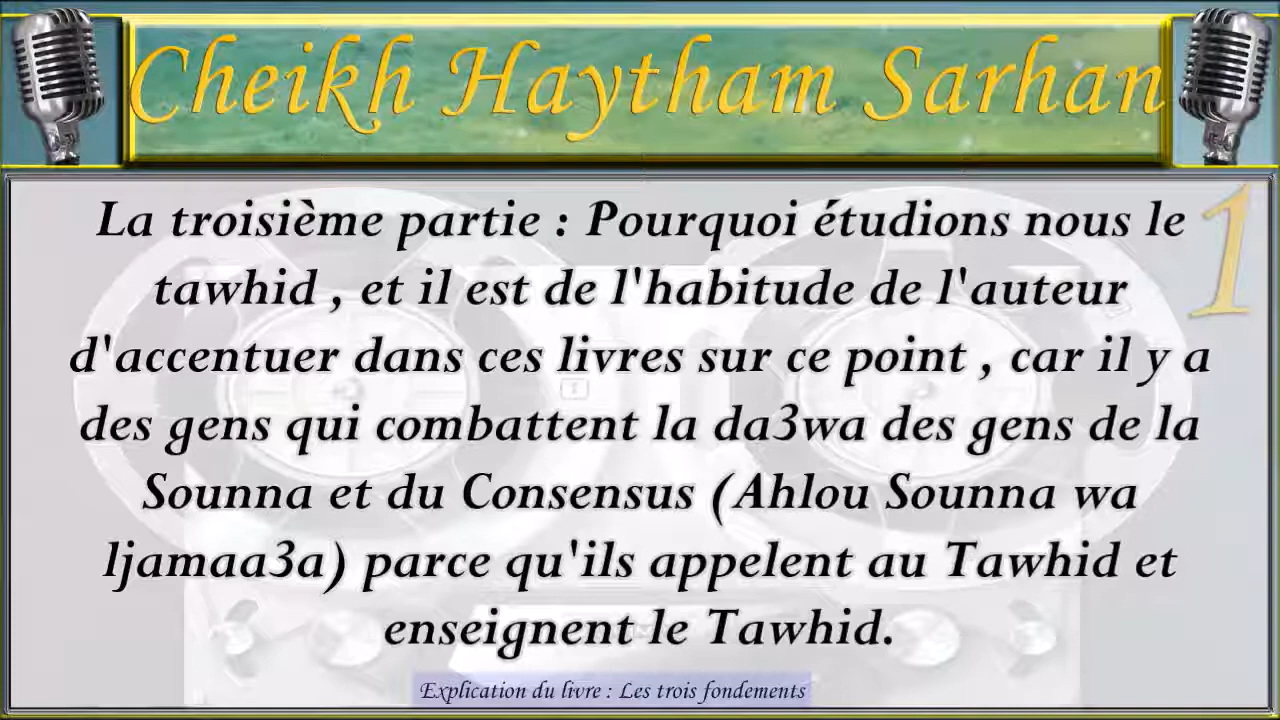 Cheikh Haytham Sarhan
1
La troisième partie : Pourquoi étudions nous le
tawhid , et il est de l'habitude de l'auteur
d'accentuer dans ces livres sur ce point , car il y a
des gens qui combattent la da3wa des gens de la
Sounna et du Consensus (Ahlou Sounna wa
ljamaa3a) parce qu'ils appelent au Tawhid et
enseignent le Tawhid.
Explication du livre : Les trois fondements